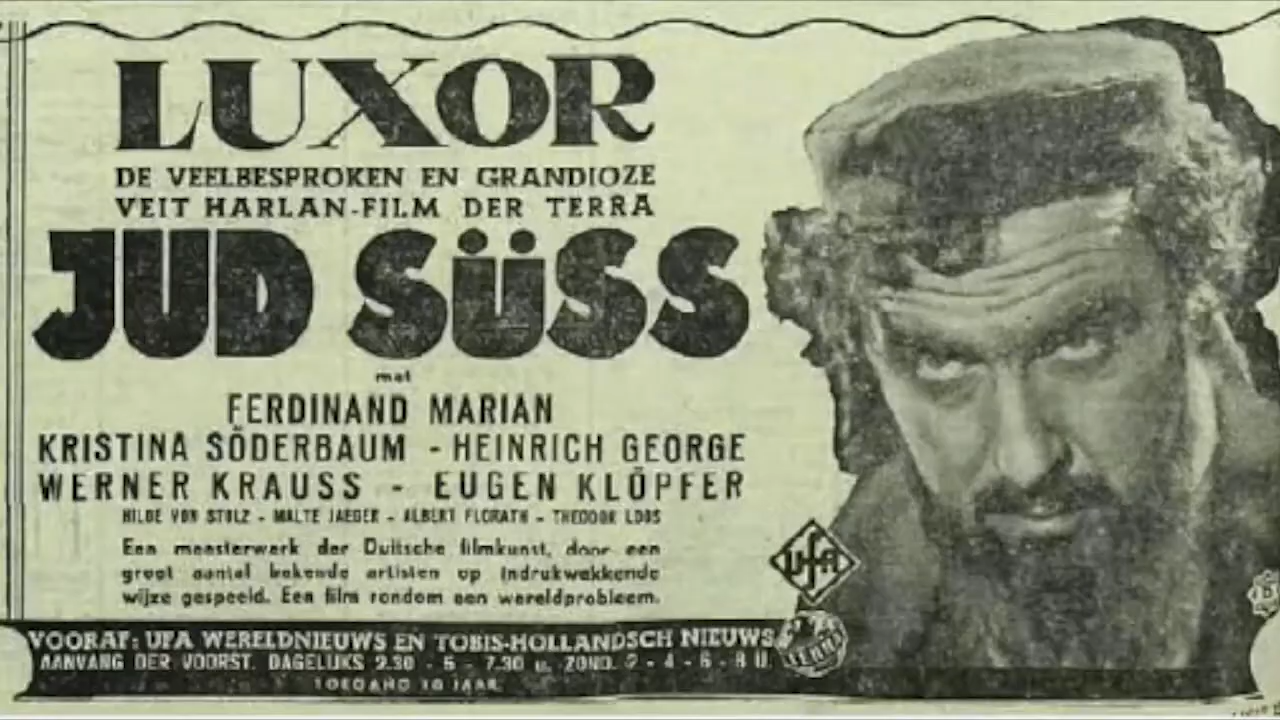 LUXOR
DE VEELBESPROKEN EN GRANDIOZE
VEIT HARLAN-FILM DER TERRA
JUD SÜSS
met
FERDINAND MARIAN
KRISTINA SÖDERBAUM - HEINRICH GEORGE
WERNER KRAUSS - EUGEN KLÖPFER
HILDE VON STOLZ - MALTE JAEGER - ALBERT FLORATH - THEODOR LOOS
Een meesterwerk der Duitsche filmkunst, door een
groot aantal bekende artisten op indrukwekkende
wijze gespeeld. Een film rondom een wereldprobleem.
UfA
VOORAF: UFA WERELDNIEUWS EN TOBIS-HOLLANDSCH NIEUWS
TERRA
AANVANG DER VOORST. DAGELIJKS 2.30 - 5 - 7.30 u. ZOND. 2 - 4 - 6 - 8 U.
TOEGANG 18 JAAR